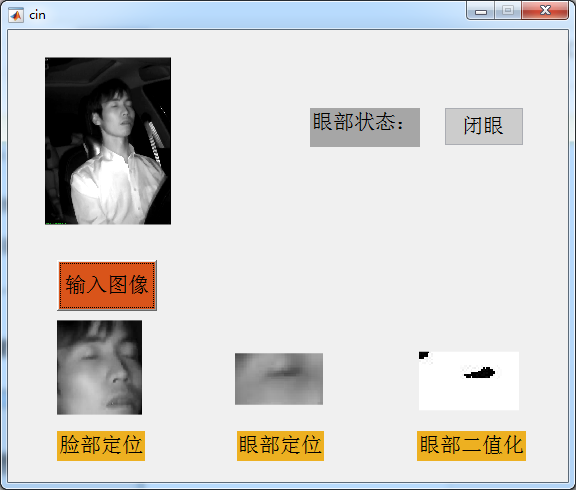 cin
眼部状态：
闭眼
输入图像
脸部定位
眼部定位
眼部二值化